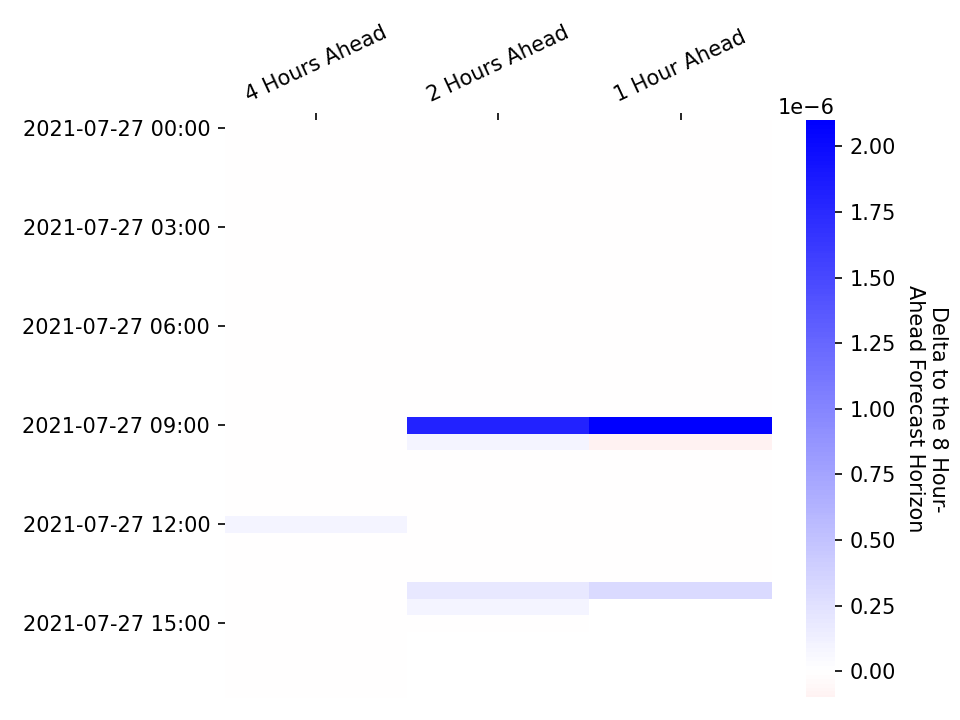 4 Hours Ahead
2 Hours Ahead
1 Hour Ahead
1e−6
2021-07-27 00:00
2021-07-27 03:00
2021-07-27 06:00
2021-07-27 09:00
2021-07-27 12:00
2021-07-27 15:00
2.00
1.75
1.50
1.25
1.00
0.75
0.50
0.25
0.00
Delta to the 8 Hour-
Ahead Forecast Horizon